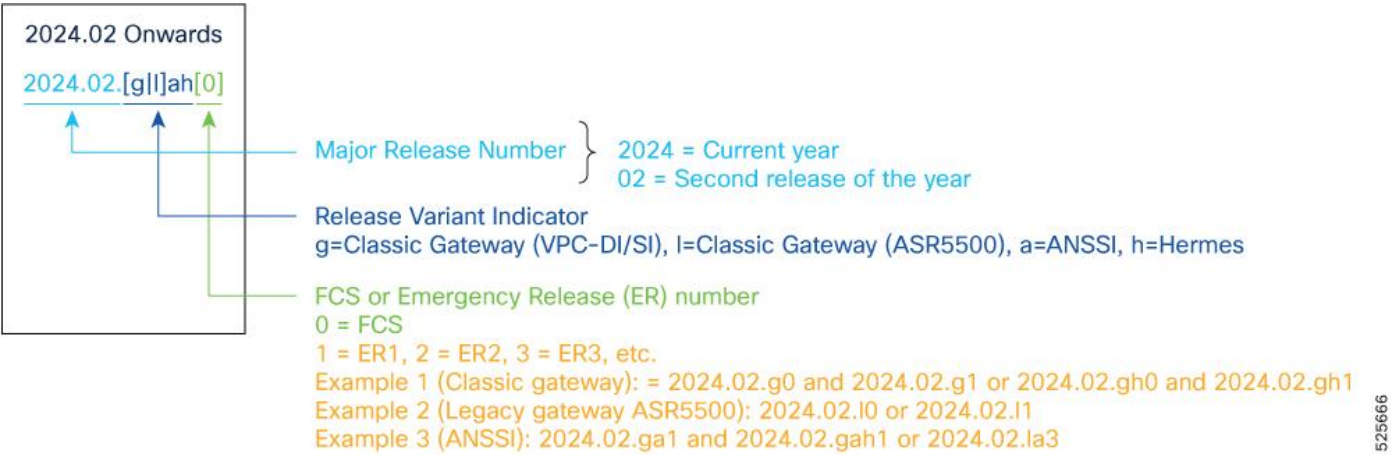 2024.02 Onwards
2024.02.[g|l]ah[0]
Major Release Number
2024 = Current year
02 = Second release of the year
Release Variant Indicator
g=Classic Gateway (VPC-DI/SI), l=Classic Gateway (ASR5500), a=ANSSI, h=Hermes
FCS or Emergency Release (ER) number
0 = FCS
1 = ER1, 2 = ER2, 3 = ER3, etc.
Example 1 (Classic gateway): = 2024.02.g0 and 2024.02.g1 or 2024.02.gh0 and 2024.02.gh1
Example 2 (Legacy gateway ASR5500): 2024.02.l0 or 2024.02.l1
Example 3 (ANSSI): 2024.02.ga1 and 2024.02.gah1 or 2024.02.la3
525666